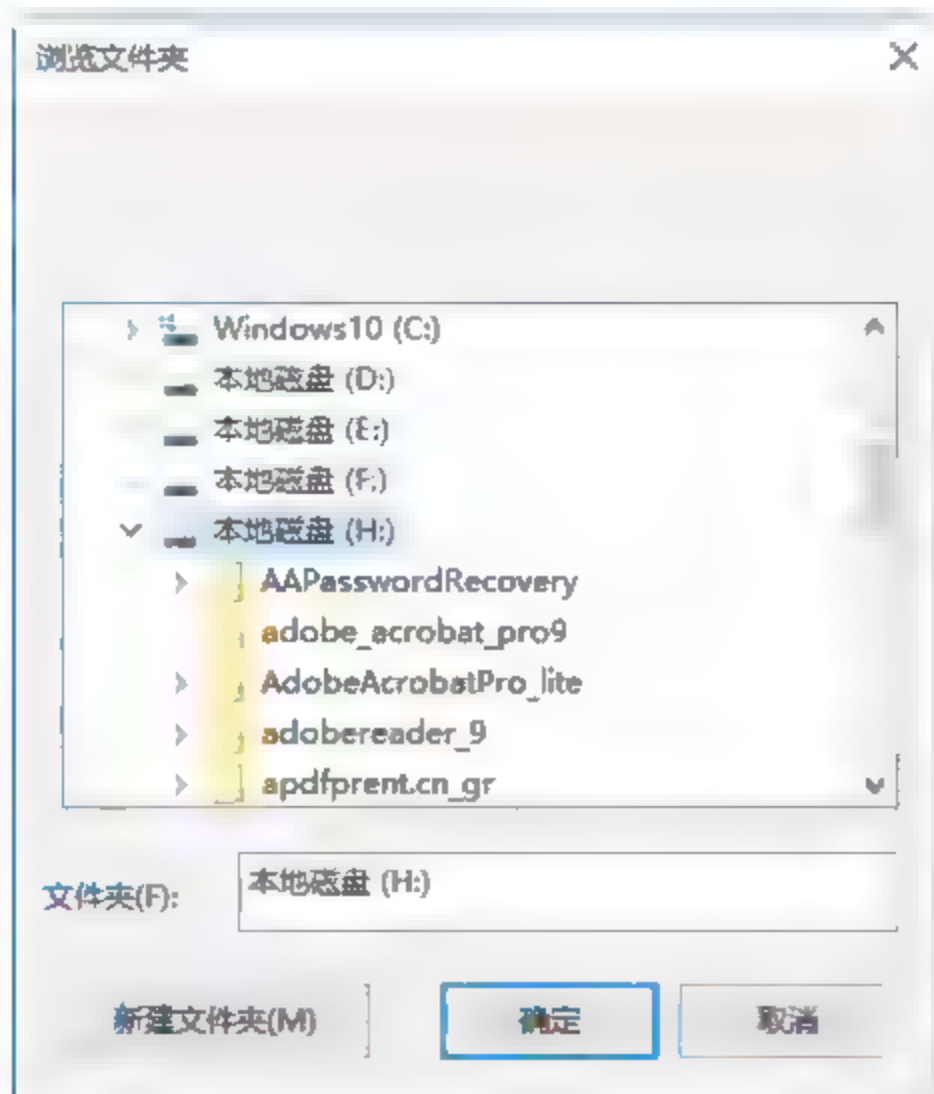 浏览文件夹
Windows10 (C:)
本地磁盘 (D:)
本地磁盘 (E:)
本地磁盘 (F:)
本地磁盘 (H:)
AAPasswordRecovery
adobe_acrobat_pro9
AdobeAcrobatPro_lite
adobereader_9
apdfprent.cn_gr
文件夹(F): 本地磁盘 (H:)
新建文件夹(M) 确定 取消